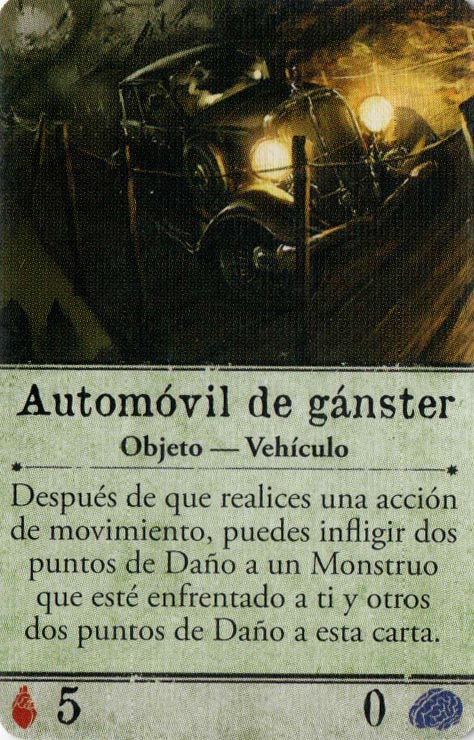 Automóvil de gánster
Objeto — Vehículo
Después de que realices una acción
de movimiento, puedes infligir dos
puntos de Daño a un Monstruo
que esté enfrentado a ti y otros
dos puntos de Daño a esta carta.
5 0